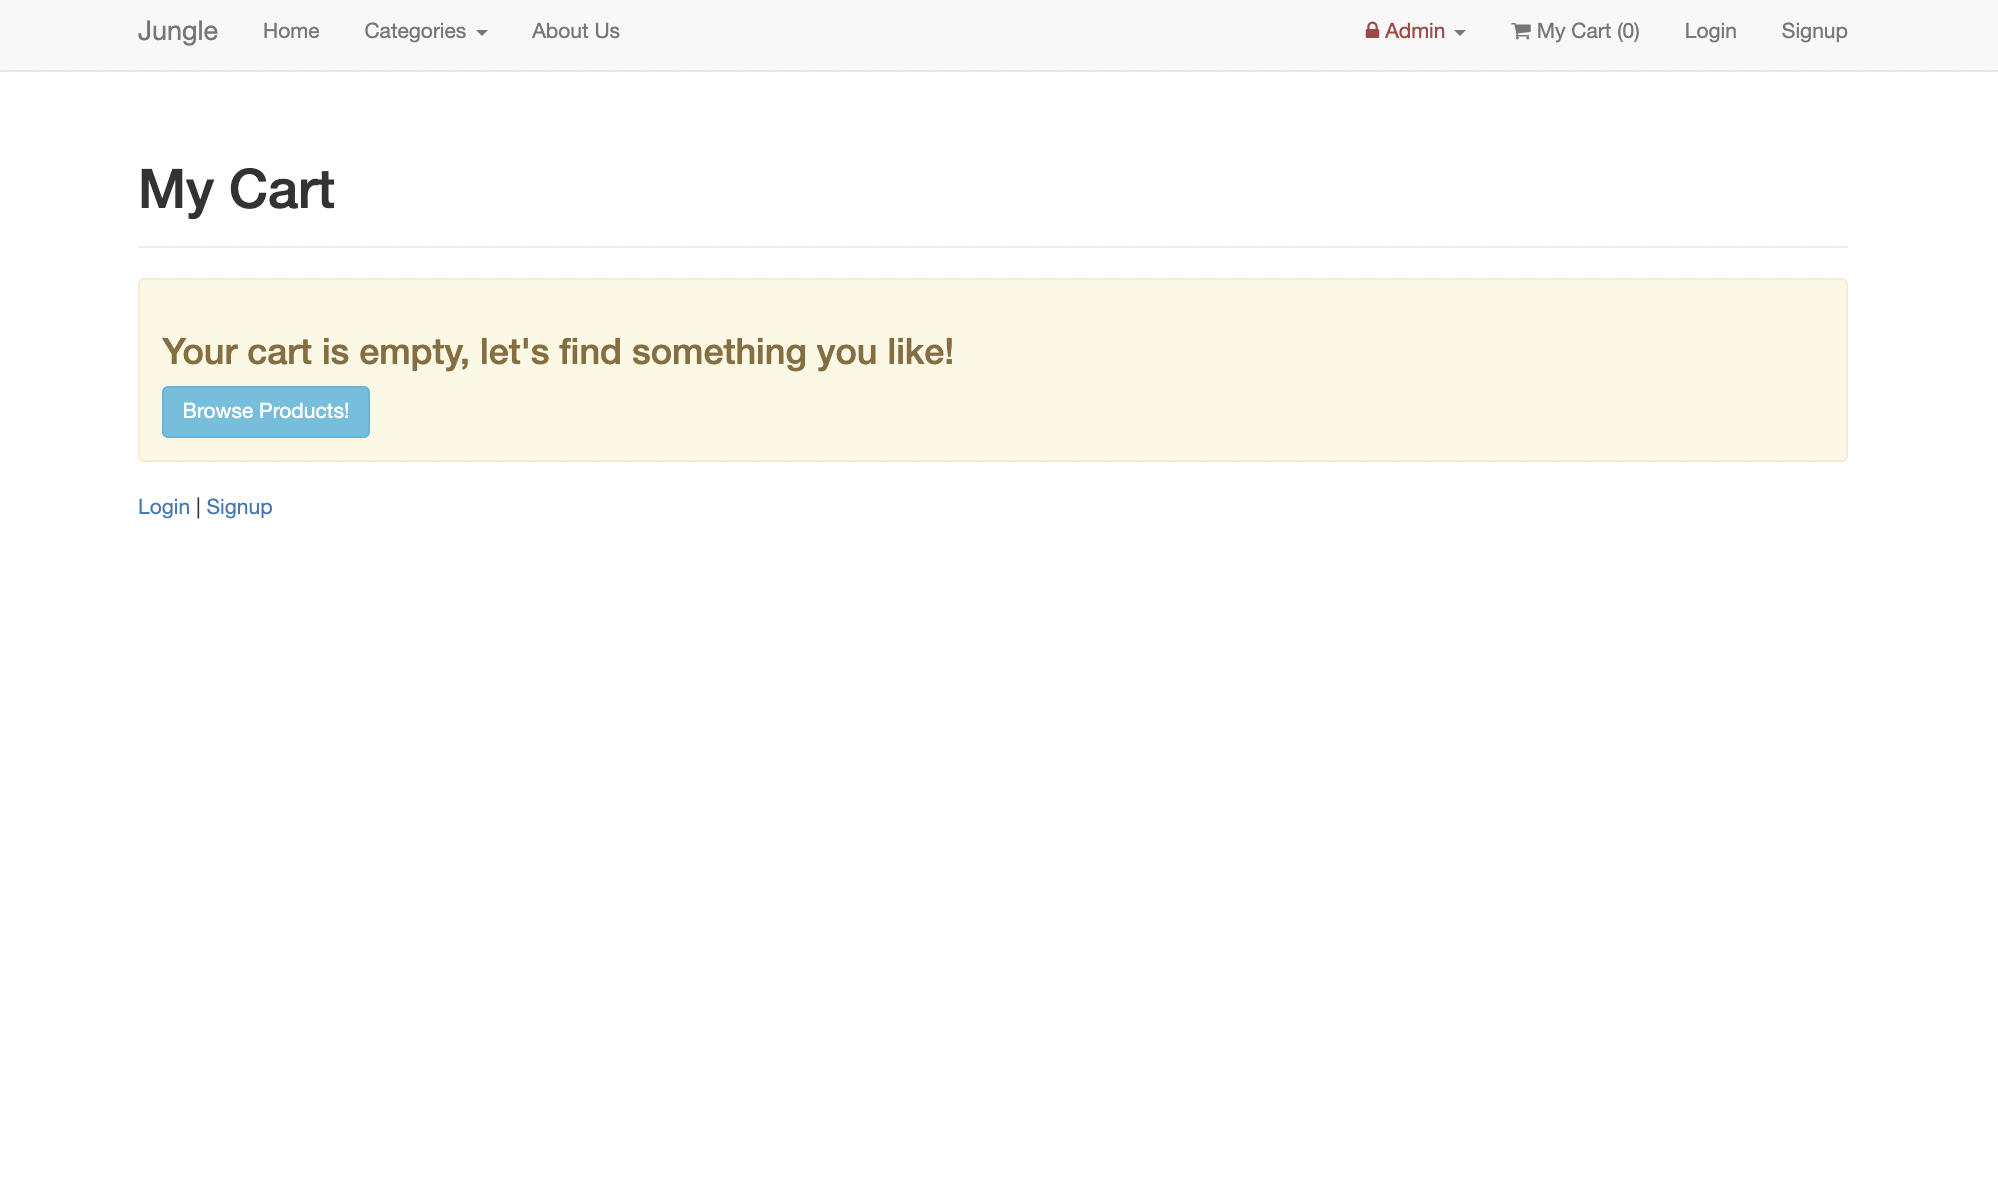 Jungle Home Categories About Us Admin My Cart (0) Login Signup
My Cart
Your cart is empty, let's find something you like!
Browse Products!
Login | Signup